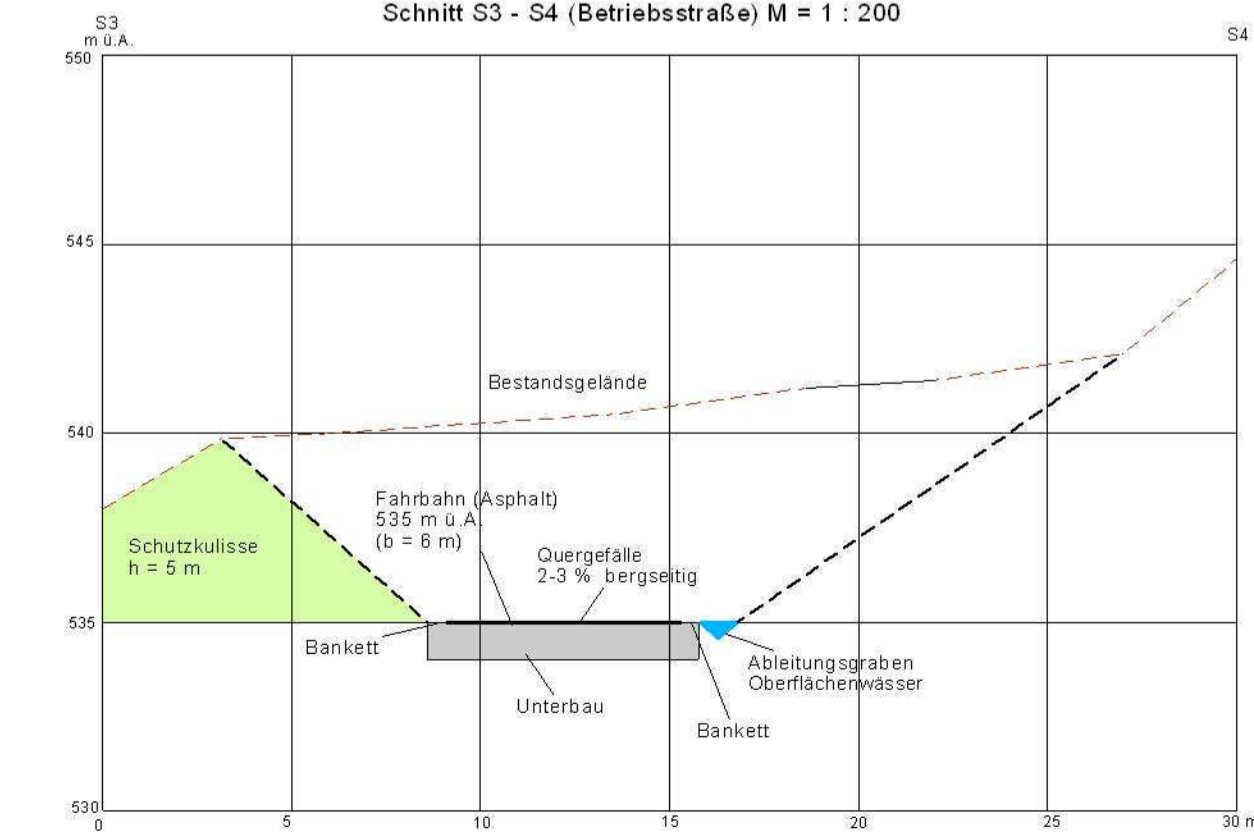 Schnitt S3 - S4 (Betriebsstraße) M = 1 : 200
S3
m ü.A.
S4
550
545
Bestandsgelände
540
Fahrbahn (Asphalt)
535 m ü.A.
(b = 6 m)
Schutzkulisse
h = 5 m
Quergefälle
2-3 % bergseitig
535
Bankett
Ableitungsgraben
Oberflächenwässer
Unterbau
Bankett
530
0
5
10
15
20
25
30 m